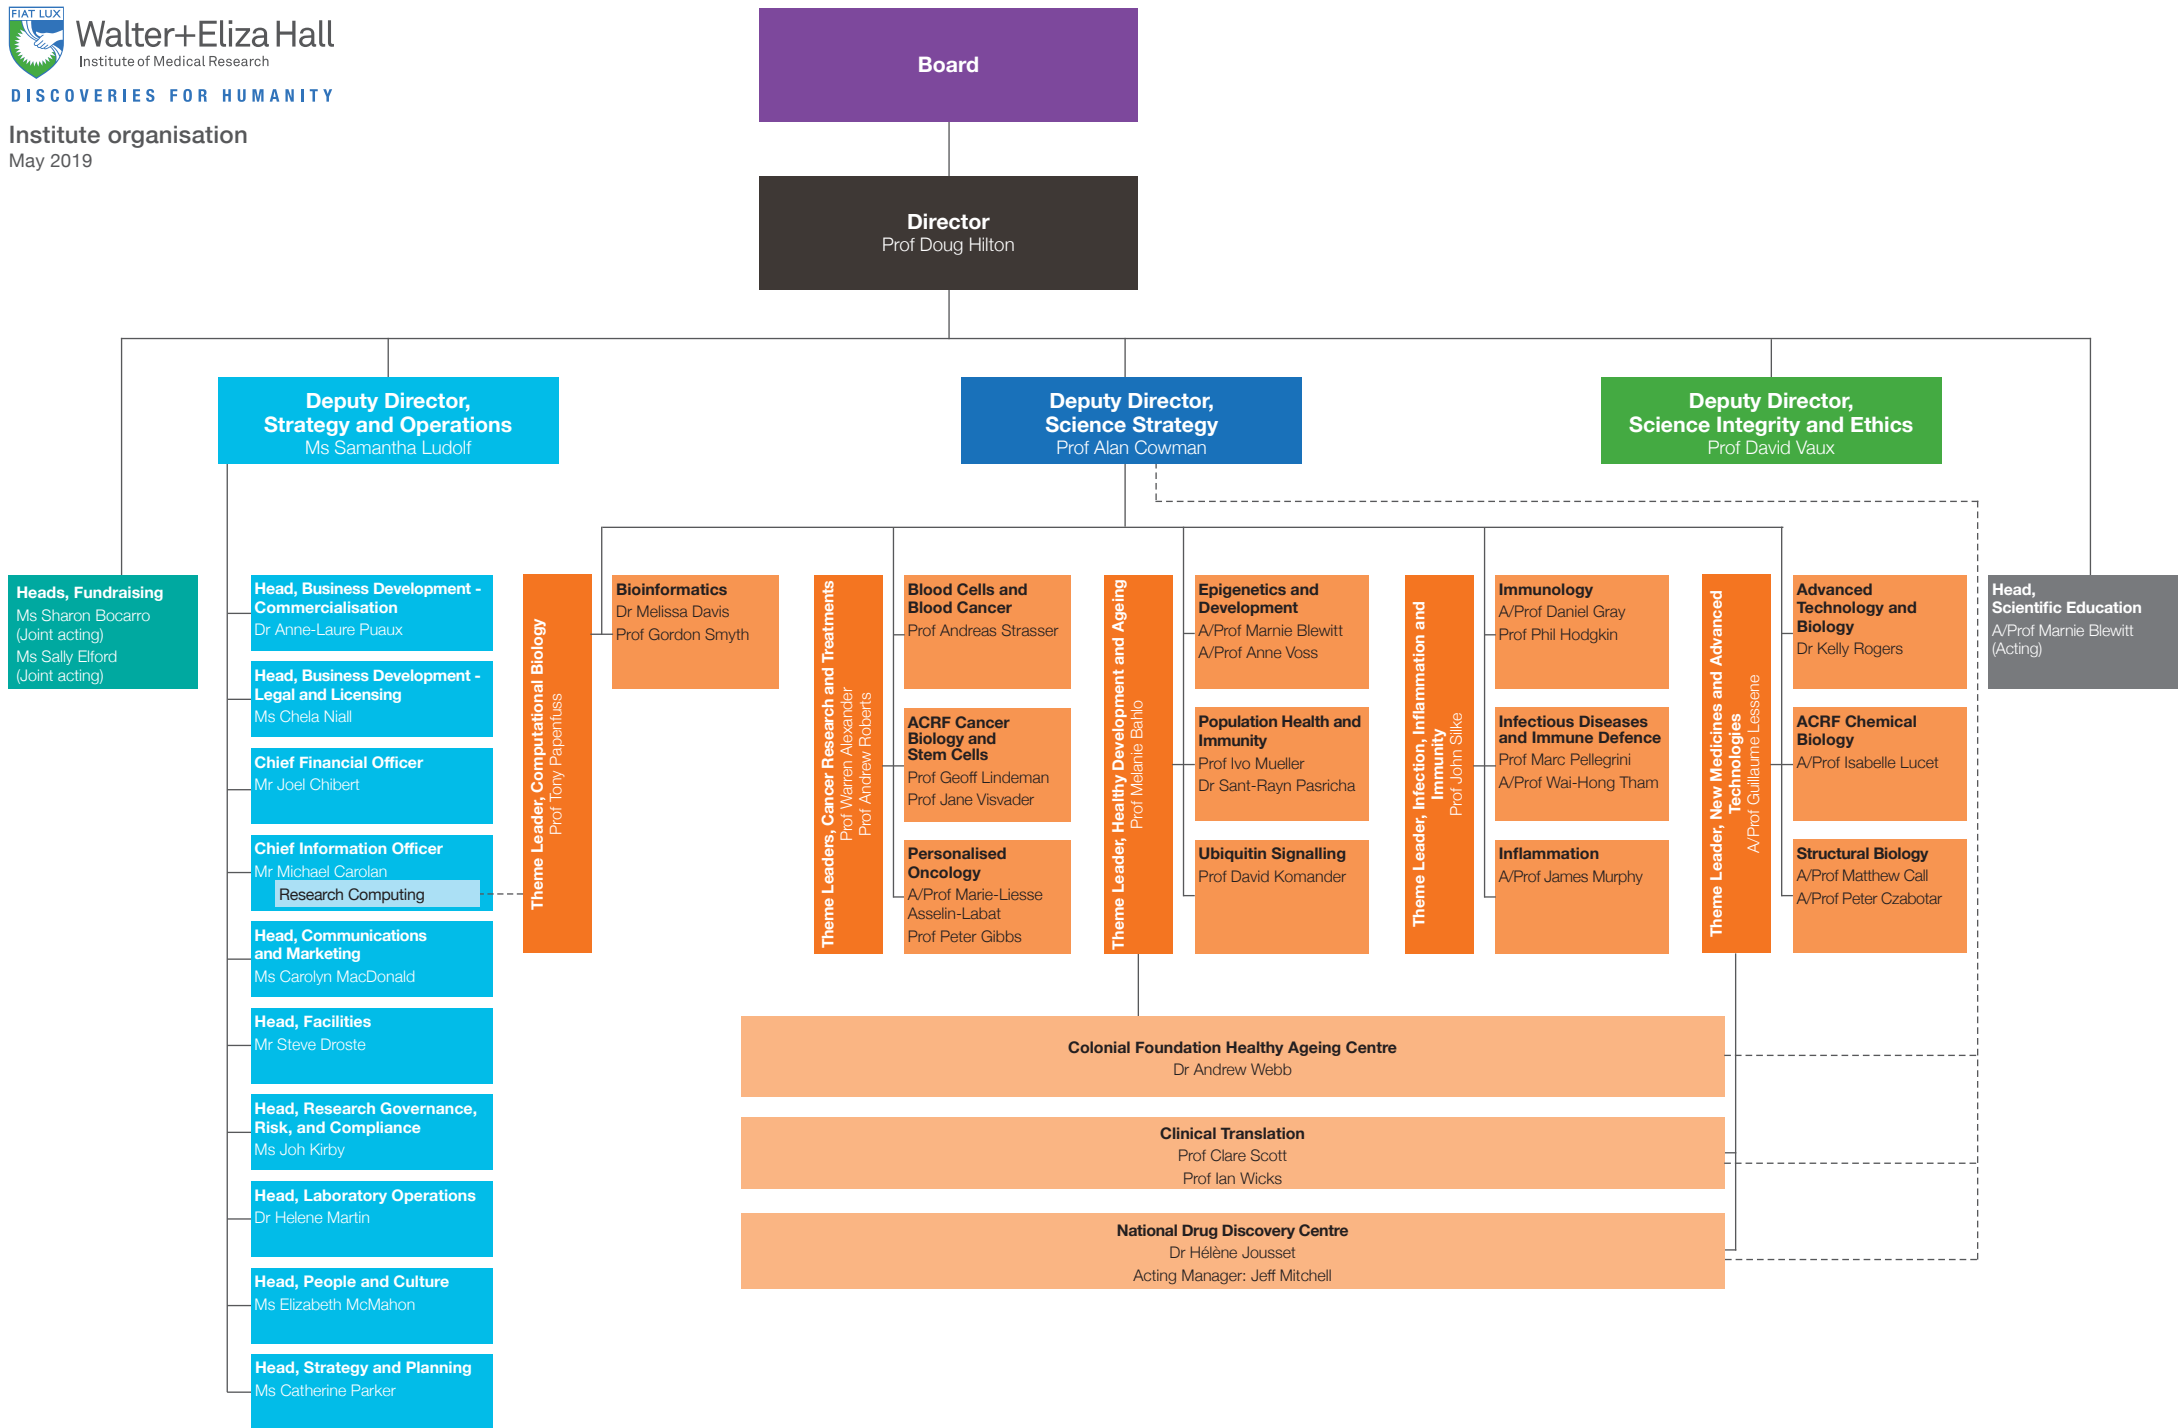 FIAT LUX
Walter+Eliza Hall
Institute of Medical Research
DISCOVERIES FOR HUMANITY
Institute organisation
May 2019
Board
Director
Prof Doug Hilton
Deputy Director,
Strategy and Operations
Ms Samantha Ludolf
Deputy Director,
Science Strategy
Prof Alan Cowman
Deputy Director,
Science Integrity and Ethics
Prof David Vaux
Heads, Fundraising
Ms Sharon Bocarro
(Joint acting)
Ms Sally Elford
(Joint acting)
Head, Business Development -
Commercialisation
Dr Anne-Laure Puaux
Head, Business Development -
Legal and Licensing
Ms Chela Niall
Chief Financial Officer
Mr Joel Chibert
Chief Information Officer
Mr Michael Carolan
Research Computing
Head, Communications
and Marketing
Ms Carolyn MacDonald
Head, Facilities
Mr Steve Droste
Head, Research Governance,
Risk, and Compliance
Ms Joh Kirby
Head, Laboratory Operations
Dr Helene Martin
Head, People and Culture
Ms Elizabeth McMahon
Head, Strategy and Planning
Ms Catherine Parker
Theme Leader, Computational Biology
Prof Tony Papenfuss
Bioinformatics
Dr Melissa Davis
Prof Gordon Smyth
Theme Leaders, Cancer Research and Treatments
Prof Warren Alexander
Prof Andrew Roberts
Blood Cells and
Blood Cancer
Prof Andreas Strasser
ACRF Cancer
Biology and
Stem Cells
Prof Geoff Lindeman
Prof Jane Visvader
Personalised
Oncology
A/Prof Marie-Liesse
Asselin-Labat
Prof Peter Gibbs
Theme Leader, Healthy Development and Ageing
Prof Melanie Bahlo
Epigenetics and
Development
A/Prof Marnie Blewitt
A/Prof Anne Voss
Population Health and
Immunity
Prof Ivo Mueller
Dr Sant-Rayn Pasricha
Ubiquitin Signalling
Prof David Komander
Theme Leader, Infection, Inflammation and
Immunity
Prof John Silke
Immunology
A/Prof Daniel Gray
Prof Phil Hodgkin
Infectious Diseases
and Immune Defence
Prof Marc Pellegrini
A/Prof Wai-Hong Tham
Inflammation
A/Prof James Murphy
Theme Leader, New Medicines and Advanced
Technologies
A/Prof Guillaume Lessene
Advanced
Technology and
Biology
Dr Kelly Rogers
ACRF Chemical
Biology
A/Prof Isabelle Lucet
Structural Biology
A/Prof Matthew Call
A/Prof Peter Czabotar
Head,
Scientific Education
A/Prof Marnie Blewitt
(Acting)
Colonial Foundation Healthy Ageing Centre
Dr Andrew Webb
Clinical Translation
Prof Clare Scott
Prof Ian Wicks
National Drug Discovery Centre
Dr Hélène Jousset
Acting Manager: Jeff Mitchell